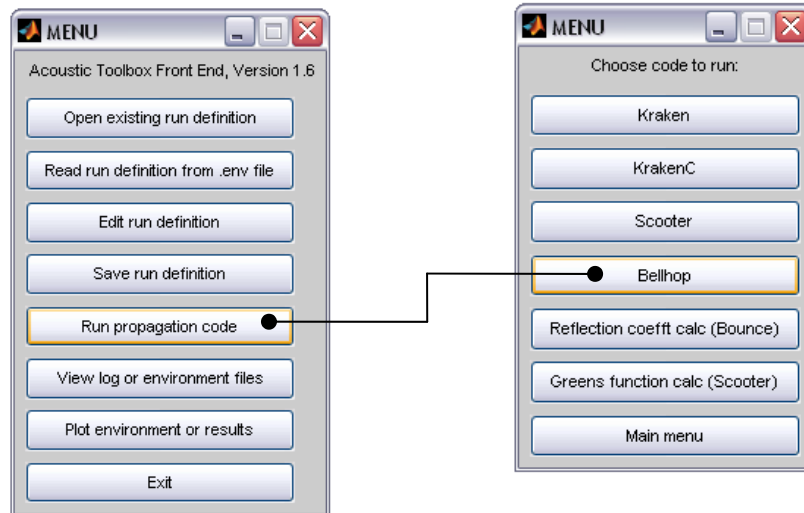 MENU
Acoustic Toolbox Front End, Version 1.6
Open existing run definition
Read run definition from .env file
Edit run definition
Save run definition
Run propagation code
View log or environment files
Plot environment or results
Exit
MENU
Choose code to run:
Kraken
KrakenC
Scooter
Bellhop
Reflection coefft calc (Bounce)
Greens function calc (Scooter)
Main menu